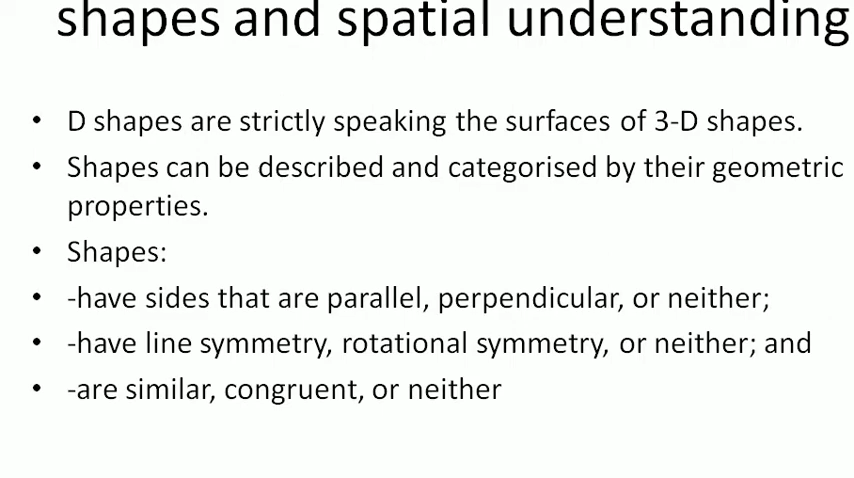 shapes and spatial understanding
• D shapes are strictly speaking the surfaces of 3-D shapes.
• Shapes can be described and categorised by their geometric
properties.
• Shapes:
• -have sides that are parallel, perpendicular, or neither;
• -have line symmetry, rotational symmetry, or neither; and
• -are similar, congruent, or neither